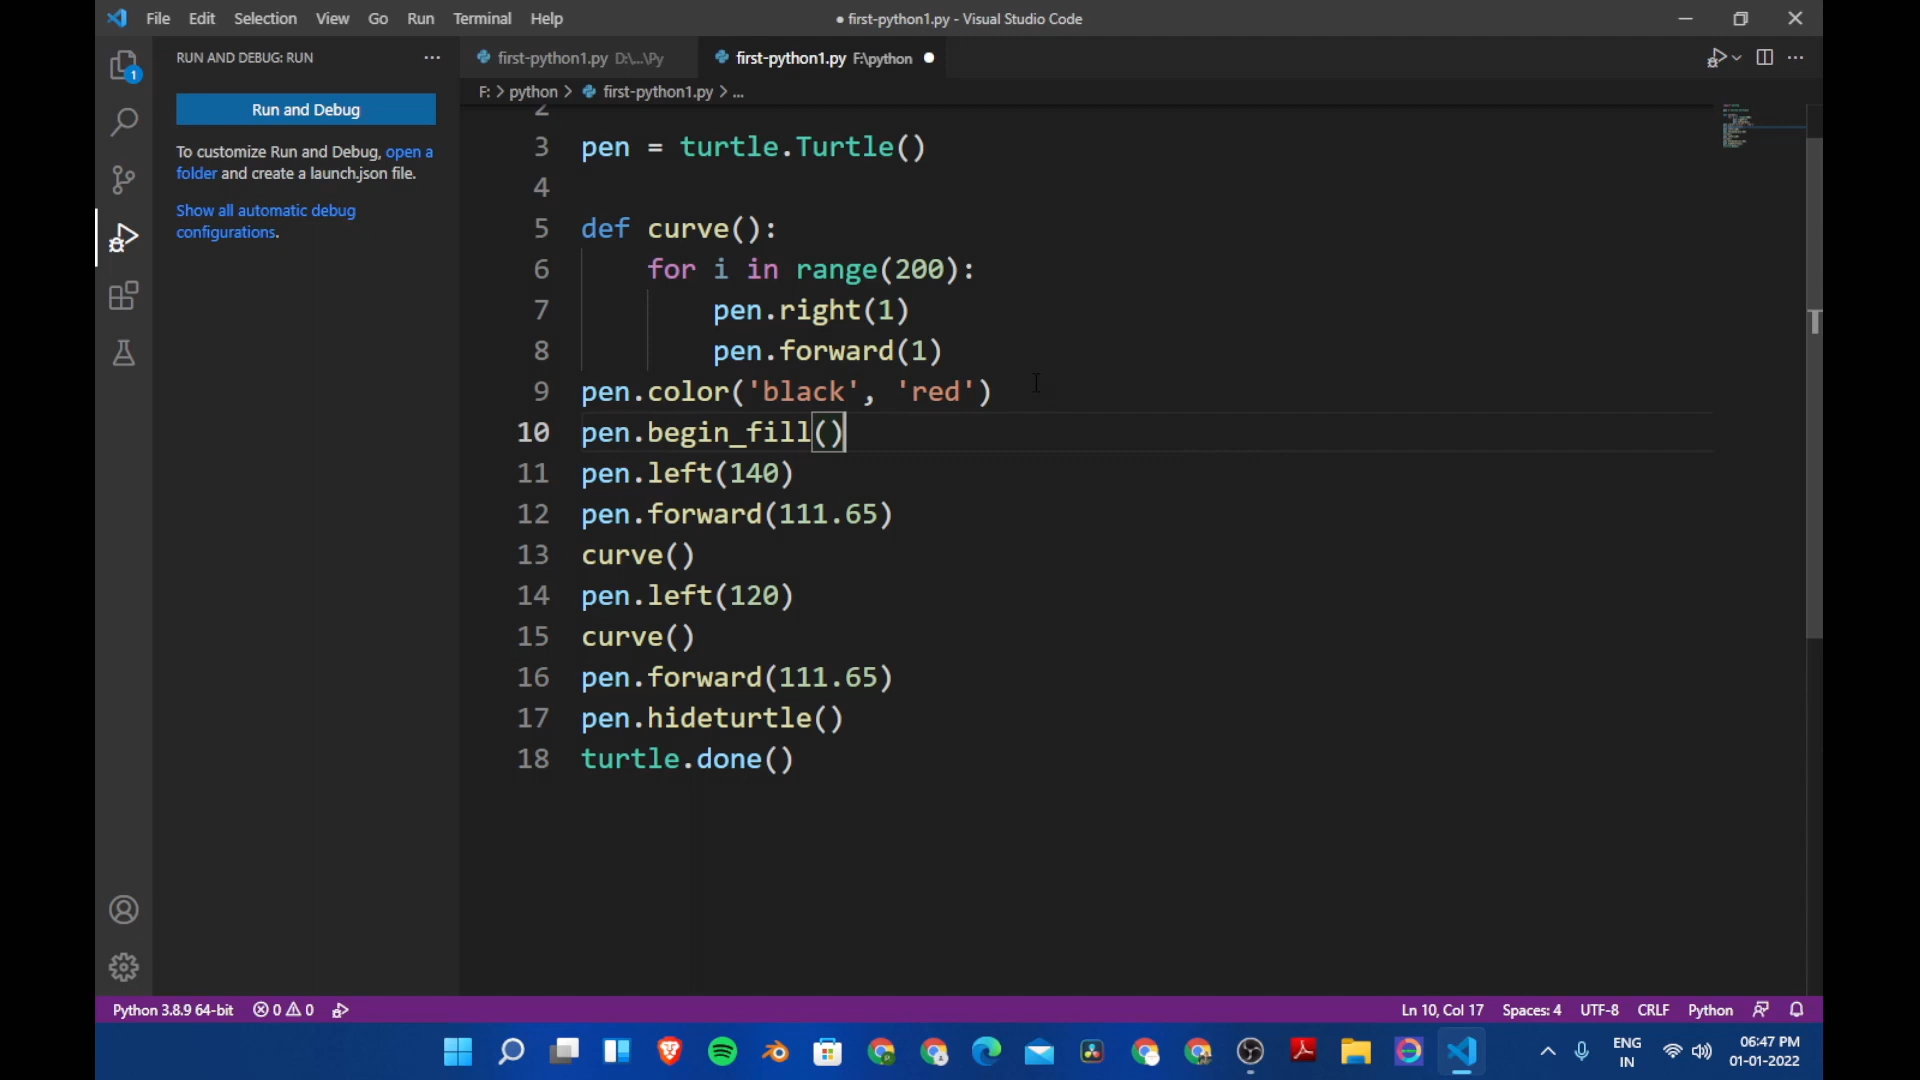 File Edit Selection View Go Run Terminal Help
● first-python1.py - Visual Studio Code
RUN AND DEBUG: RUN ...
first-python1.py D:\...\Py
first-python1.py F:\python ●
F: > python > first-python1.py > ...
Run and Debug
To customize Run and Debug, open a
folder and create a launch.json file.
Show all automatic debug
configurations.
1
2
3 pen = turtle.Turtle()
4
5 def curve():
6 for i in range(200):
7 pen.right(1)
8 pen.forward(1)
9 pen.color('black', 'red')
10 pen.begin_fill()
11 pen.left(140)
12 pen.forward(111.65)
13 curve()
14 pen.left(120)
15 curve()
16 pen.forward(111.65)
17 pen.hideturtle()
18 turtle.done()
Python 3.8.9 64-bit 0 0
Ln 10, Col 17 Spaces: 4 UTF-8 CRLF Python
ENG
IN
06:47 PM
01-01-2022